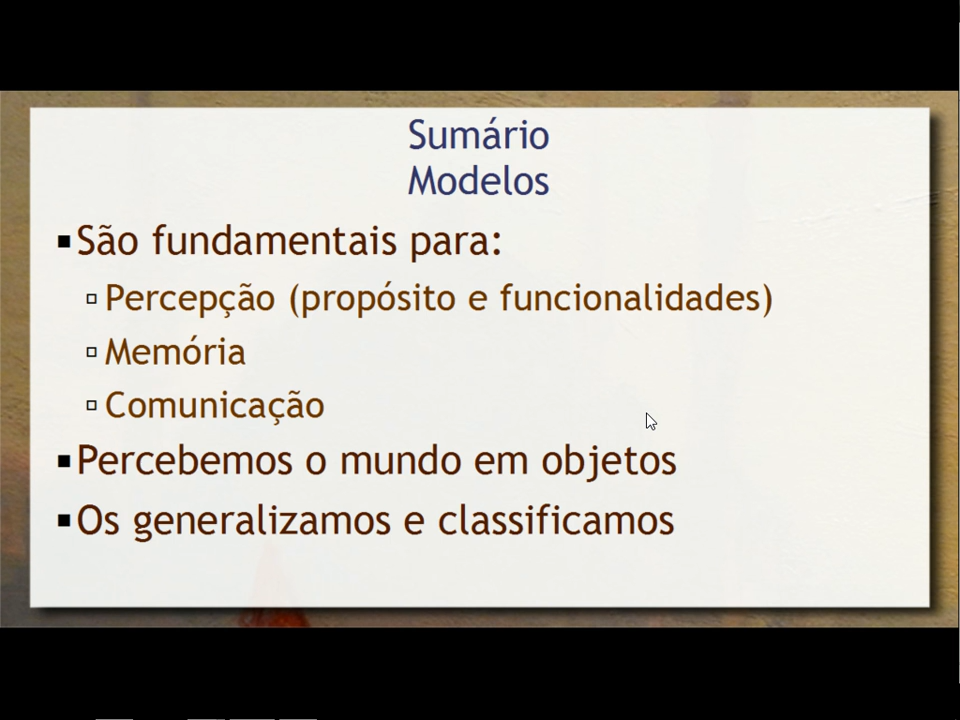 Sumário
Modelos
São fundamentais para:
Percepção (propósito e funcionalidades)
Memória
Comunicação
Percebemos o mundo em objetos
Os generalizamos e classificamos